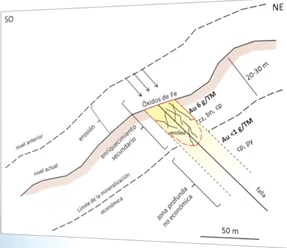 SO
NE
Óxidos de Fe
20-30 m
erosión
Au 6 g/TM
cz, bn, cp
Au <1 g/TM
cp, py
nivel anterior
enriquecimiento
secundario
venilleo
nivel actual
Límite de la mineralización
económica
zona profunda
no económica
falla
50 m